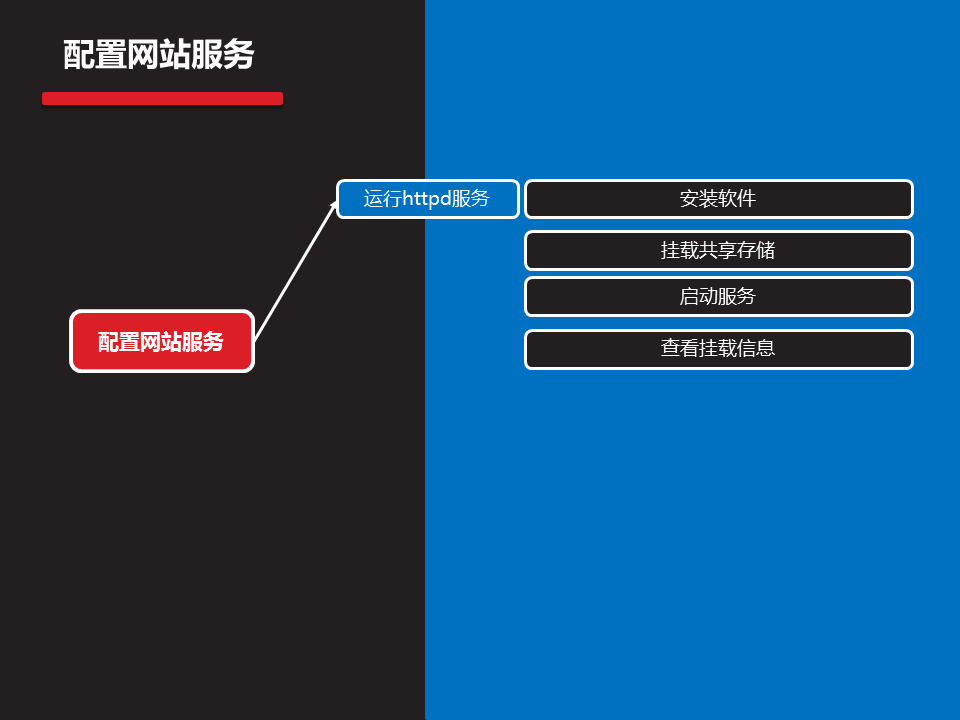 配置网站服务
运行httpd服务
安装软件
挂载共享存储
启动服务
配置网站服务
查看挂载信息